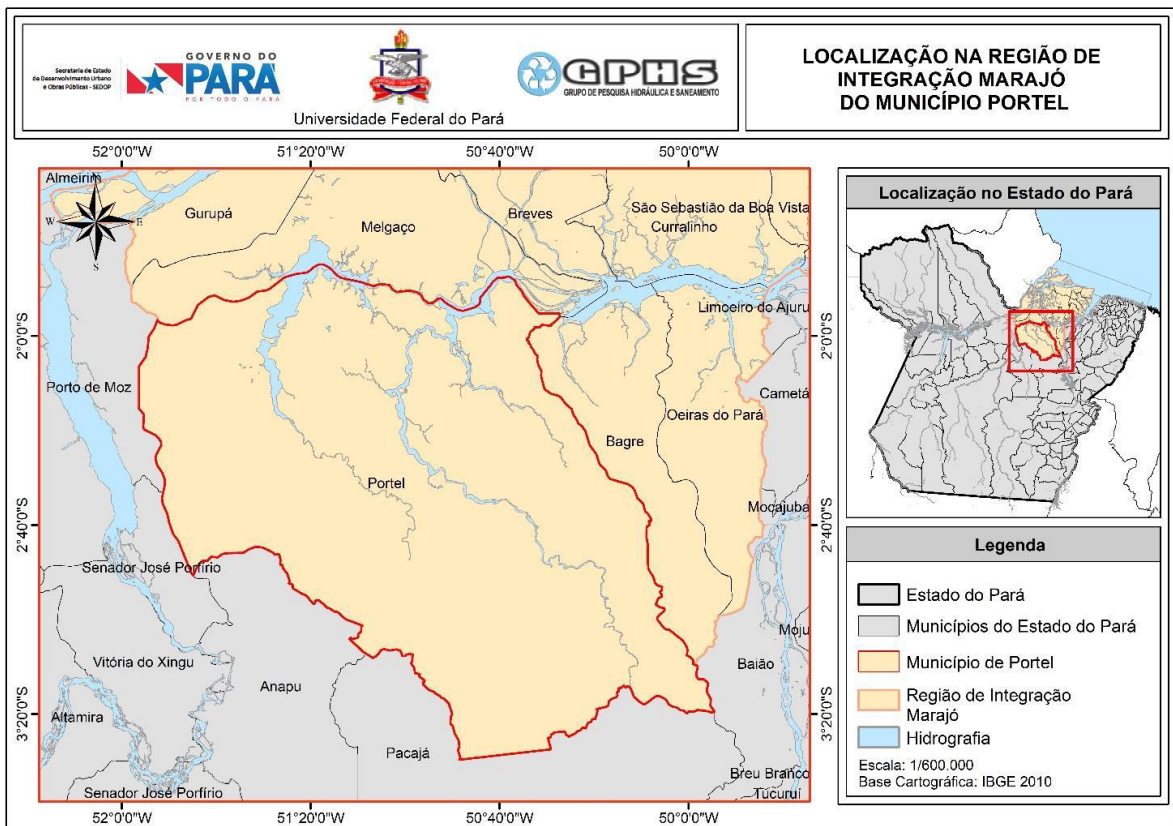 Secretaria de Estado
de Desenvolvimento Urbano
e Obras Públicas - SEDOP
GOVERNO DO
PARÁ
POR TODO O PARÁ
Universidade Federal do Pará
GPHS
GRUPO DE PESQUISA HIDRÁULICA E SANEAMENTO
LOCALIZAÇÃO NA REGIÃO DE
INTEGRAÇÃO MARAJÓ
DO MUNICÍPIO PORTEL
52°0'0"W 51°20'0"W 50°40'0"W 50°0'0"W
Almeirim
W E
S
Gurupá
Melgaço
Breves
São Sebastião da Boa Vista
Curralinho
Limoeiro do Ajuru
2°0'0"S 2°0'0"S
Porto de Moz
Cametá
Oeiras do Pará
Bagre
Portel
Mocajuba
2°40'0"S 2°40'0"S
Senador José Porfírio
Moju
Vitória do Xingu
Baião
Anapu
3°20'0"S 3°20'0"S
Altamira
Pacajá
Breu Branco
Tucuruí
Senador José Porfírio
52°0'0"W 51°20'0"W 50°40'0"W 50°0'0"W
Localização no Estado do Pará
Legenda
Estado do Pará
Municípios do Estado do Pará
Município de Portel
Região de Integração
Marajó
Hidrografia
Escala: 1/600.000
Base Cartográfica: IBGE 2010